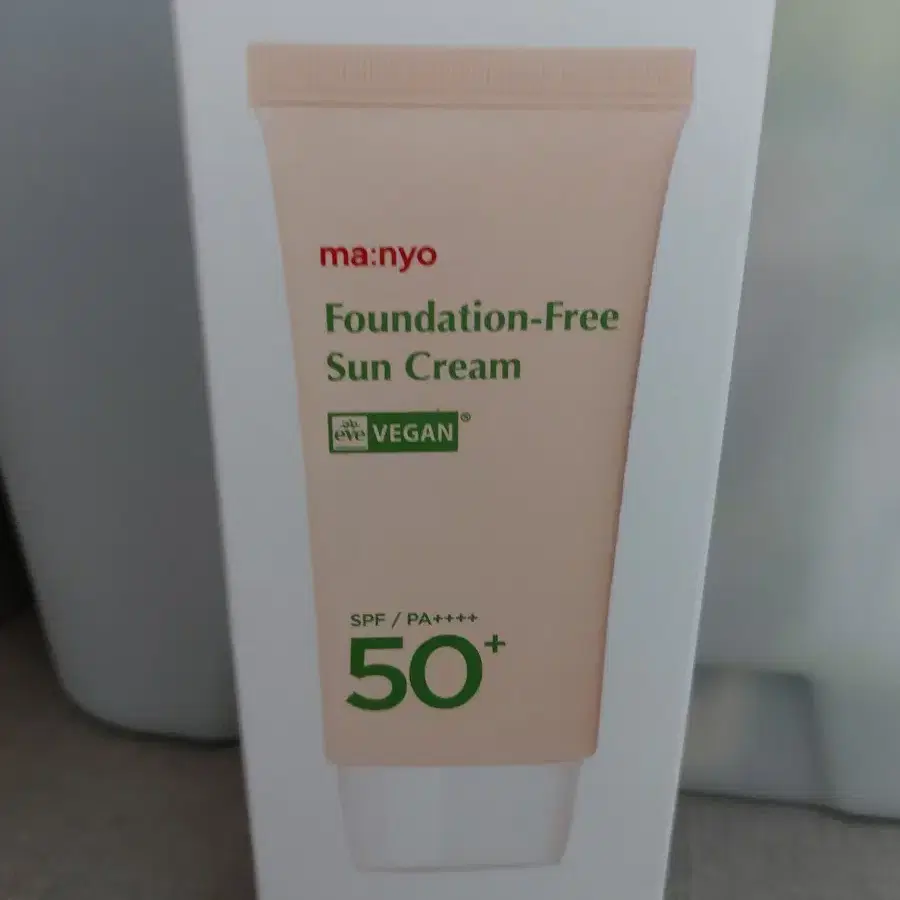 ma:nyo
Foundation-Free
Sun Cream
eve VEGAN®
SPF / PA++++
50+